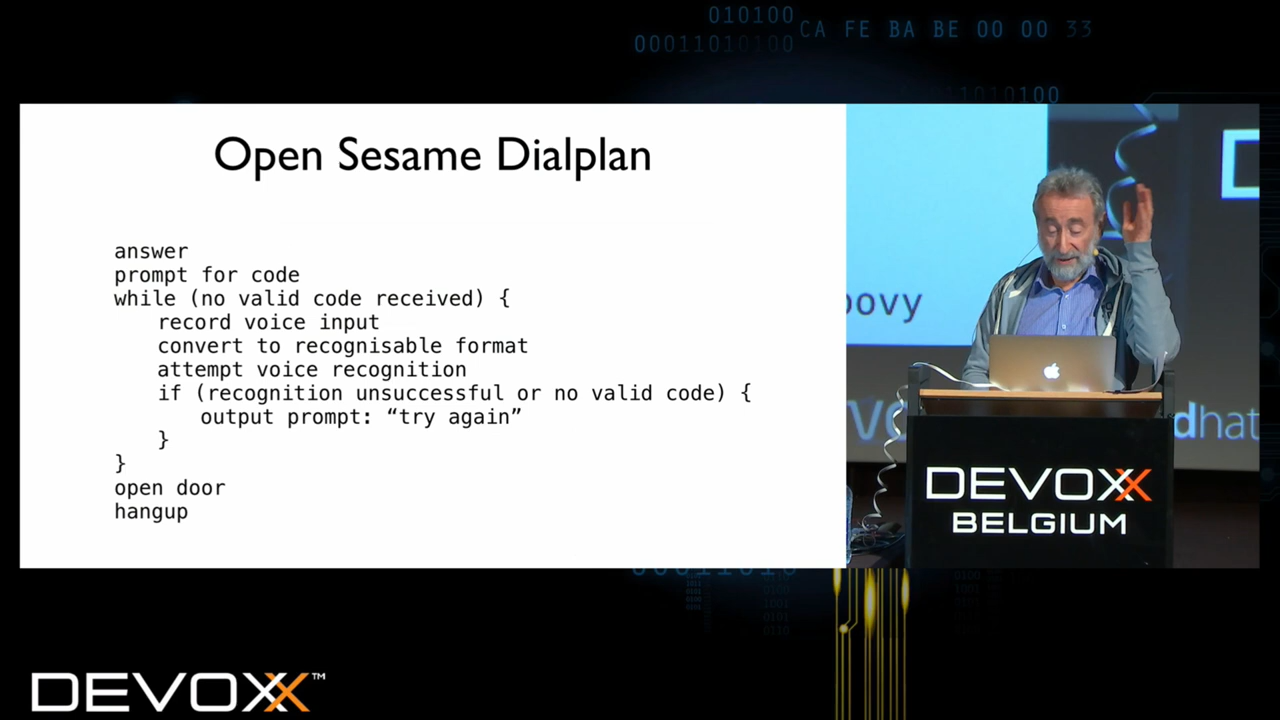 010100
00011010100
CA FE BA BE 00 00 33
Open Sesame Dialplan
answer
prompt for code
while (no valid code received) {
record voice input
convert to recognisable format
attempt voice recognition
if (recognition unsuccessful or no valid code) {
output prompt: “try again”
}
}
open door
hangup
DEVOXX
BELGIUM
DEVOXX™